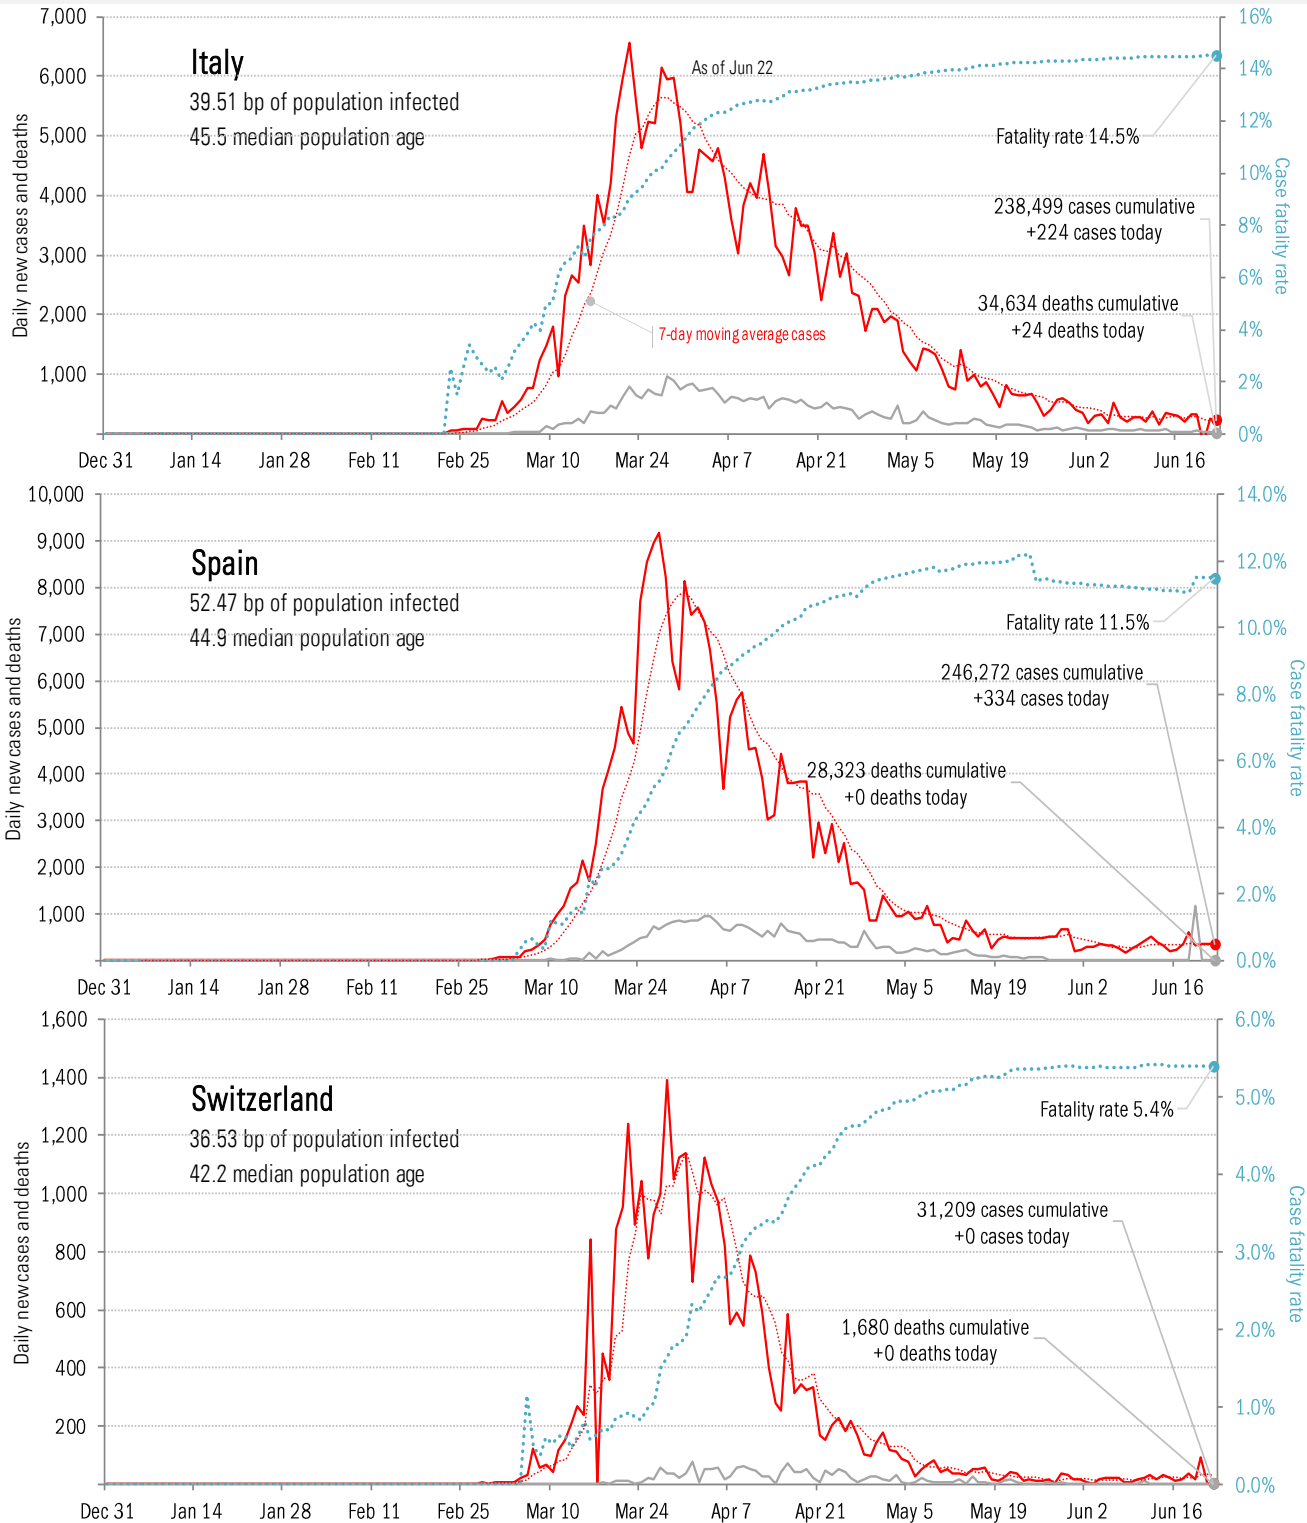 7,000
6,000
5,000
4,000
3,000
2,000
1,000
Daily new cases and deaths
Italy
39.51 bp of population infected
45.5 median population age
As of Jun 22
7-day moving average cases
Fatality rate 14.5%
238,499 cases cumulative
+224 cases today
34,634 deaths cumulative
+24 deaths today
16%
14%
12%
10%
8%
6%
4%
2%
0%
Case fatality rate
Dec 31 Jan 14 Jan 28 Feb 11 Feb 25 Mar 10 Mar 24 Apr 7 Apr 21 May 5 May 19 Jun 2 Jun 16
10,000
9,000
8,000
7,000
6,000
5,000
4,000
3,000
2,000
1,000
Daily new cases and deaths
Spain
52.47 bp of population infected
44.9 median population age
Fatality rate 11.5%
246,272 cases cumulative
+334 cases today
28,323 deaths cumulative
+0 deaths today
14.0%
12.0%
10.0%
8.0%
6.0%
4.0%
2.0%
0.0%
Case fatality rate
Dec 31 Jan 14 Jan 28 Feb 11 Feb 25 Mar 10 Mar 24 Apr 7 Apr 21 May 5 May 19 Jun 2 Jun 16
1,600
1,400
1,200
1,000
800
600
400
200
Daily new cases and deaths
Switzerland
36.53 bp of population infected
42.2 median population age
Fatality rate 5.4%
31,209 cases cumulative
+0 cases today
1,680 deaths cumulative
+0 deaths today
6.0%
5.0%
4.0%
3.0%
2.0%
1.0%
0.0%
Case fatality rate
Dec 31 Jan 14 Jan 28 Feb 11 Feb 25 Mar 10 Mar 24 Apr 7 Apr 21 May 5 May 19 Jun 2 Jun 16